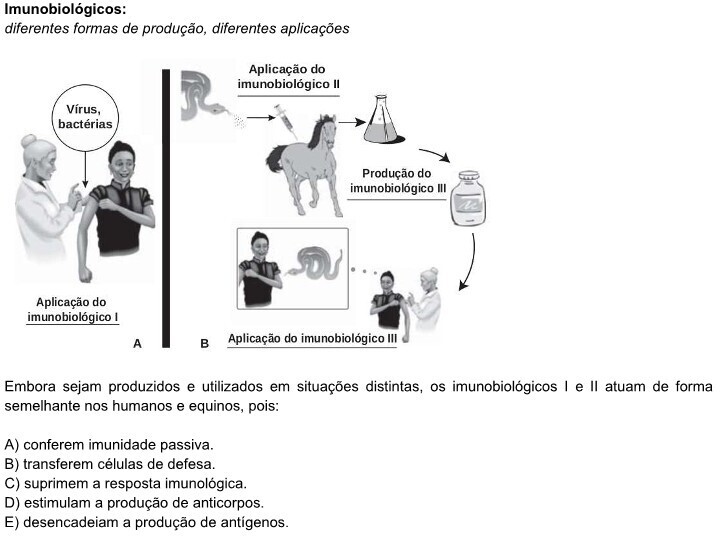 Imunobiológicos:
diferentes formas de produção, diferentes aplicações
Vírus,
bactérias
Aplicação do
imunobiológico I
A
Aplicação do
imunobiológico II
Produção do
imunobiológico III
B
Aplicação do imunobiológico III
Embora sejam produzidos e utilizados em situações distintas, os imunobiológicos I e II atuam de forma
semelhante nos humanos e equinos, pois:
A) conferem imunidade passiva.
B) transferem células de defesa.
C) suprimem a resposta imunológica.
D) estimulam a produção de anticorpos.
E) desencadeiam a produção de antígenos.